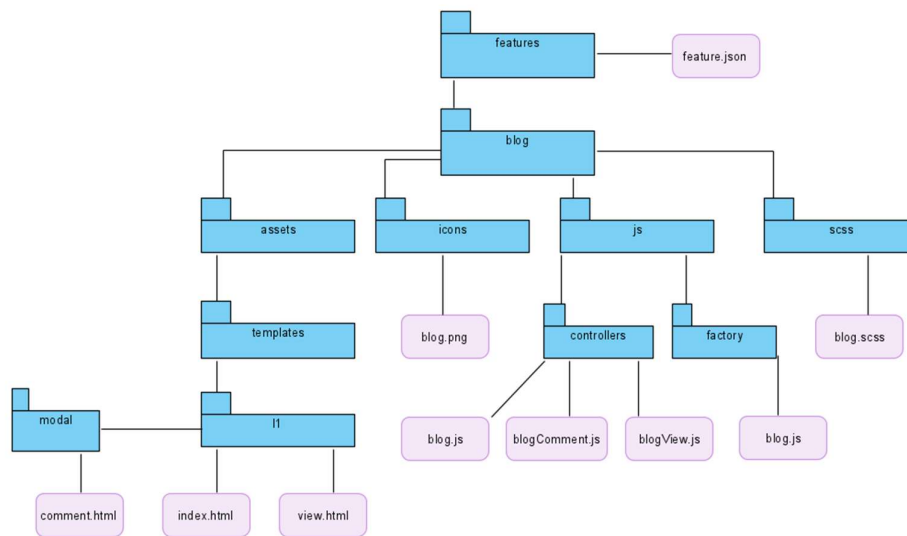 features
feature.json
blog
assets
icons
js
scss
templates
blog.png
controllers
factory
blog.scss
modal
l1
blog.js
blogComment.js
blogView.js
blog.js
comment.html
index.html
view.html